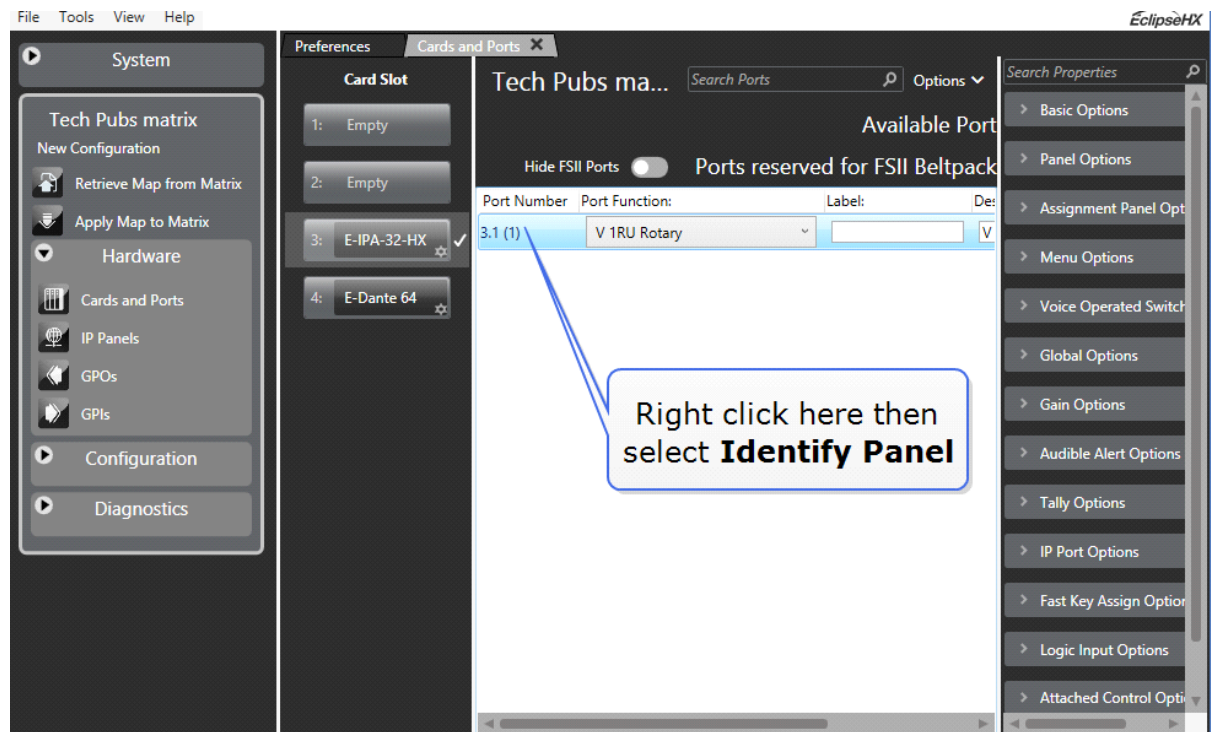 File Tools View Help
EclipseHX
System
Tech Pubs matrix
New Configuration
Retrieve Map from Matrix
Apply Map to Matrix
Hardware
Cards and Ports
IP Panels
GPOs
GPIs
Configuration
Diagnostics
Preferences Cards and Ports
Card Slot
1: Empty
2: Empty
3: E-IPA-32-HX
4: E-Dante 64
Tech Pubs ma... Search Ports Options
Available Port
Hide FSII Ports Ports reserved for FSII Beltpack
Port Number Port Function: Label: Des
3.1 (1) V 1RU Rotary V
Right click here then
select Identify Panel
Search Properties
Basic Options
Panel Options
Assignment Panel Opt
Menu Options
Voice Operated Switch
Global Options
Gain Options
Audible Alert Options
Tally Options
IP Port Options
Fast Key Assign Option
Logic Input Options
Attached Control Opti